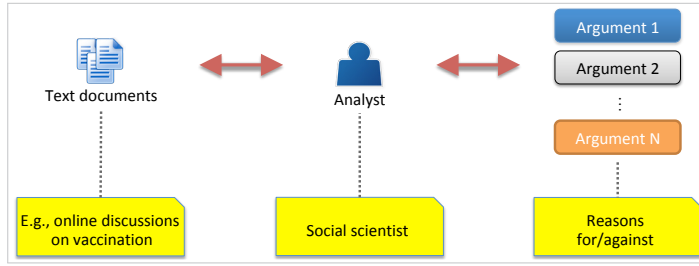 Argument 1
Argument 2
⋮
Argument N
Text documents
Analyst
E.g., online discussions
on vaccination
Social scientist
Reasons
for/against